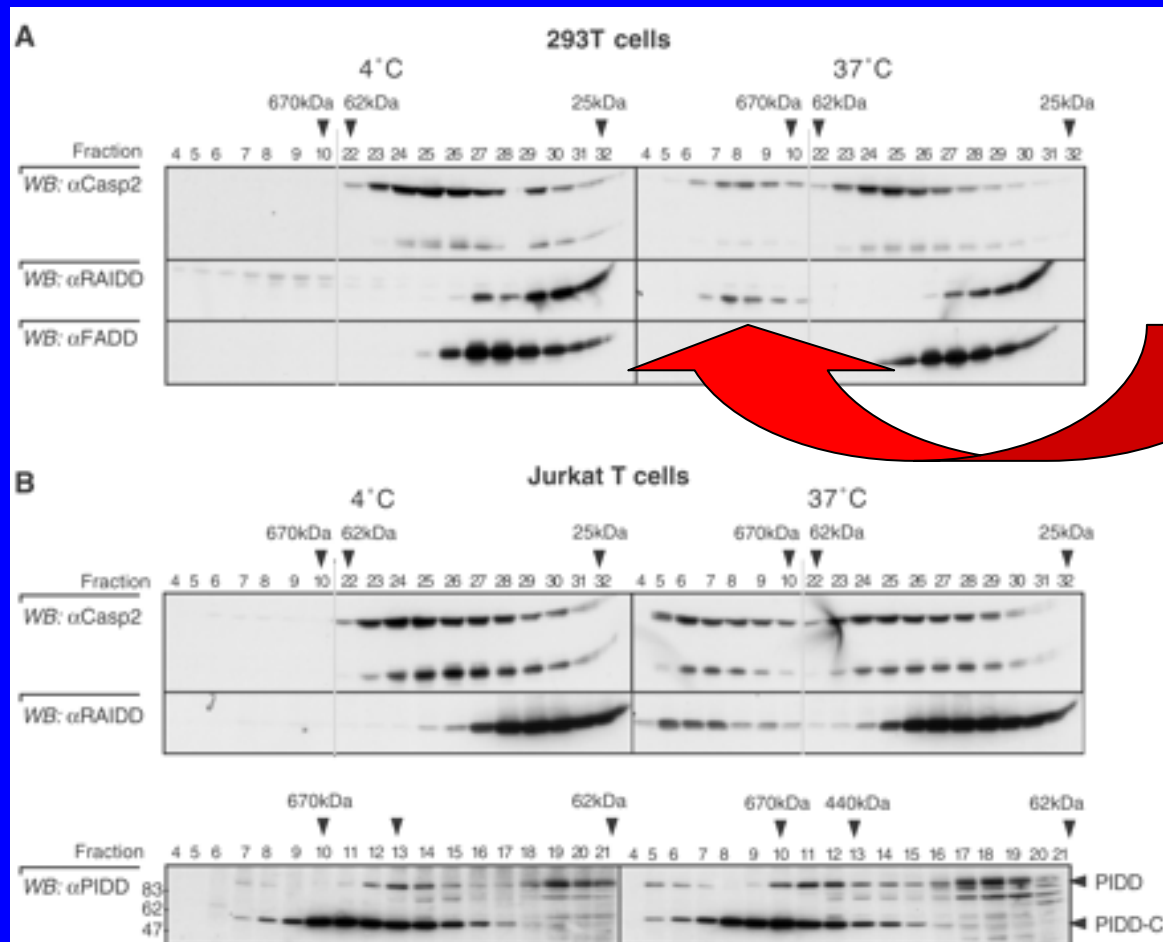 A
293T cells
4°C 37°C
670kDa 62kDa 25kDa 670kDa 62kDa 25kDa
Fraction 4 5 6 7 8 9 10 22 23 24 25 26 27 28 29 30 31 32 4 5 6 7 8 9 10 22 23 24 25 26 27 28 29 30 31 32
WB: αCasp2
WB: αRAIDD
WB: αFADD
B
Jurkat T cells
4°C 37°C
670kDa 62kDa 25kDa 670kDa 62kDa 25kDa
Fraction 4 5 6 7 8 9 10 22 23 24 25 26 27 28 29 30 31 32 4 5 6 7 8 9 10 22 23 24 25 26 27 28 29 30 31 32
WB: αCasp2
WB: αRAIDD
670kDa 62kDa 670kDa 440kDa 62kDa
Fraction 4 5 6 7 8 9 10 11 12 13 14 15 16 17 18 19 20 21 4 5 6 7 8 9 10 11 12 13 14 15 16 17 18 19 20 21
WB: αPIDD 83 PIDD
62
47 PIDD-C